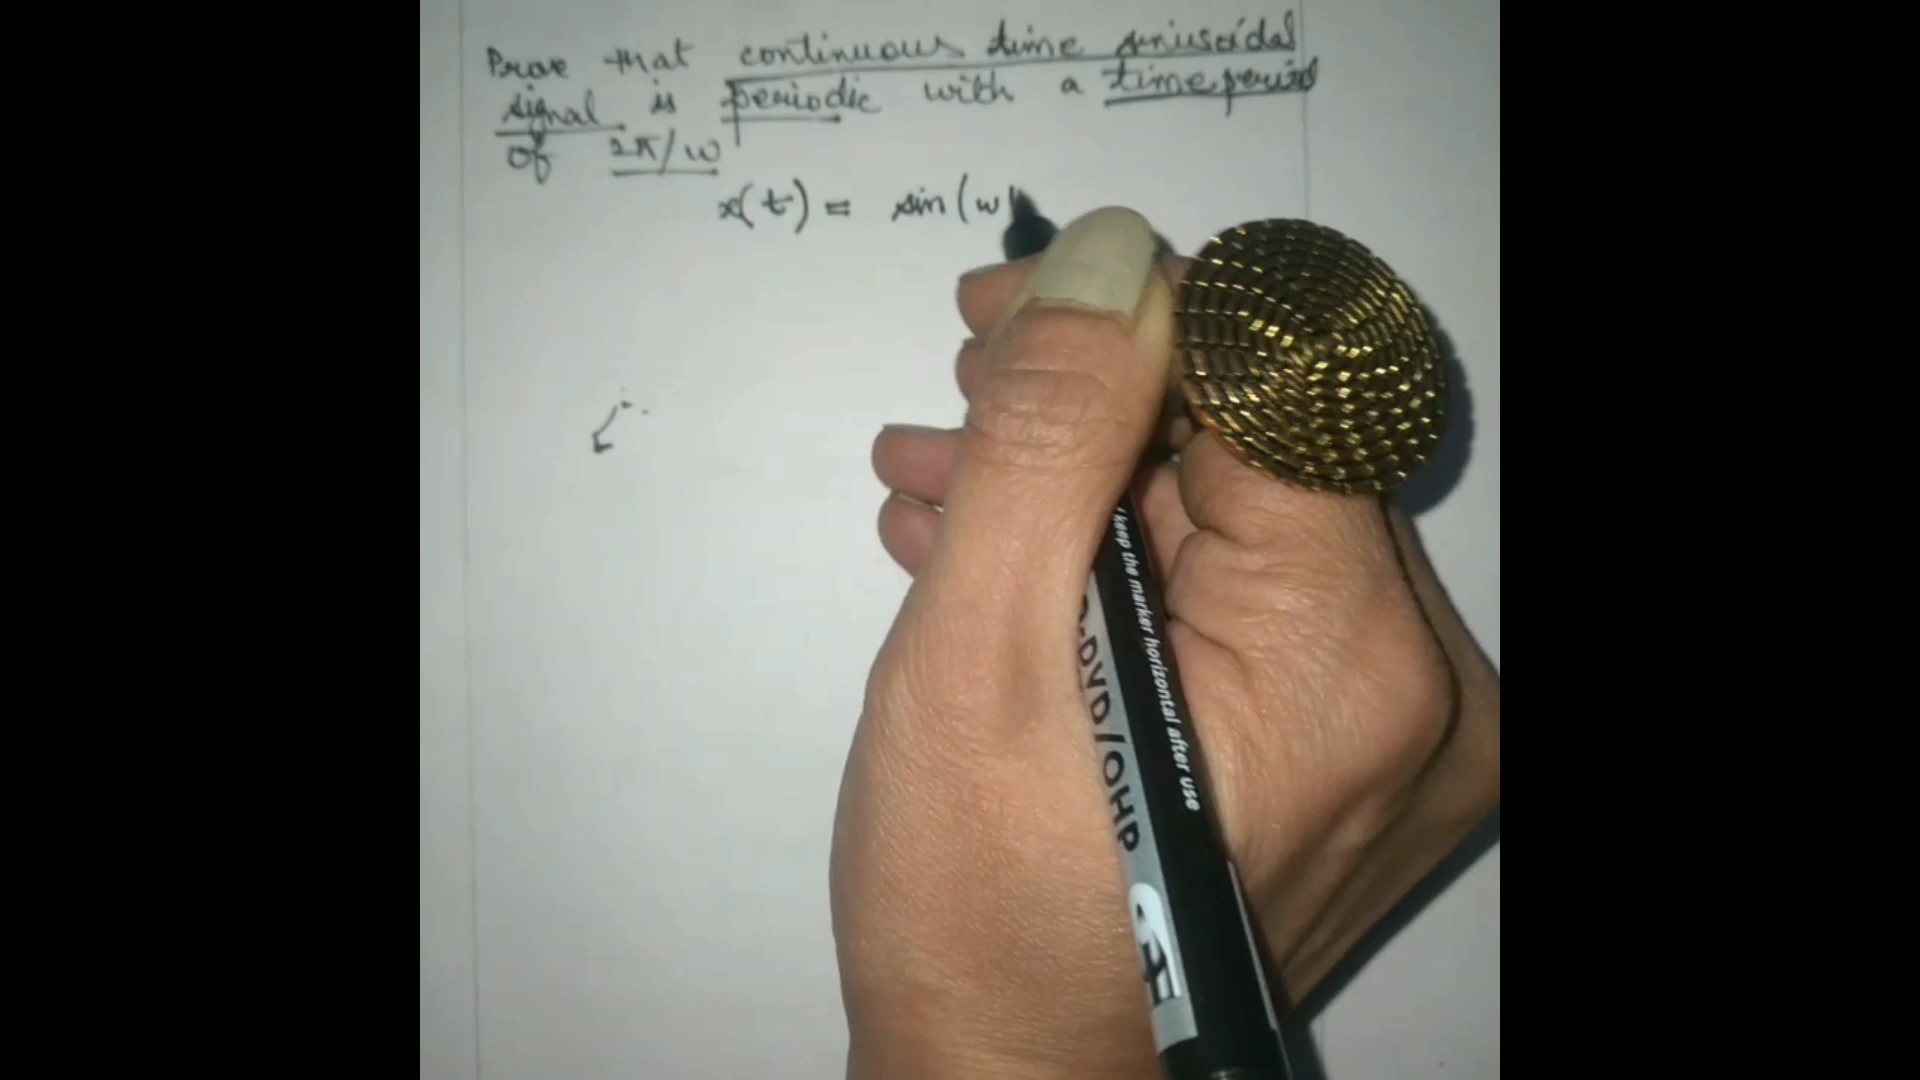 Prove that continuous time sinusoidal
signal is periodic with a time period
of 2π/ω
x(t) = sin(ω
keep the marker horizontal after use
-DVD/OHP